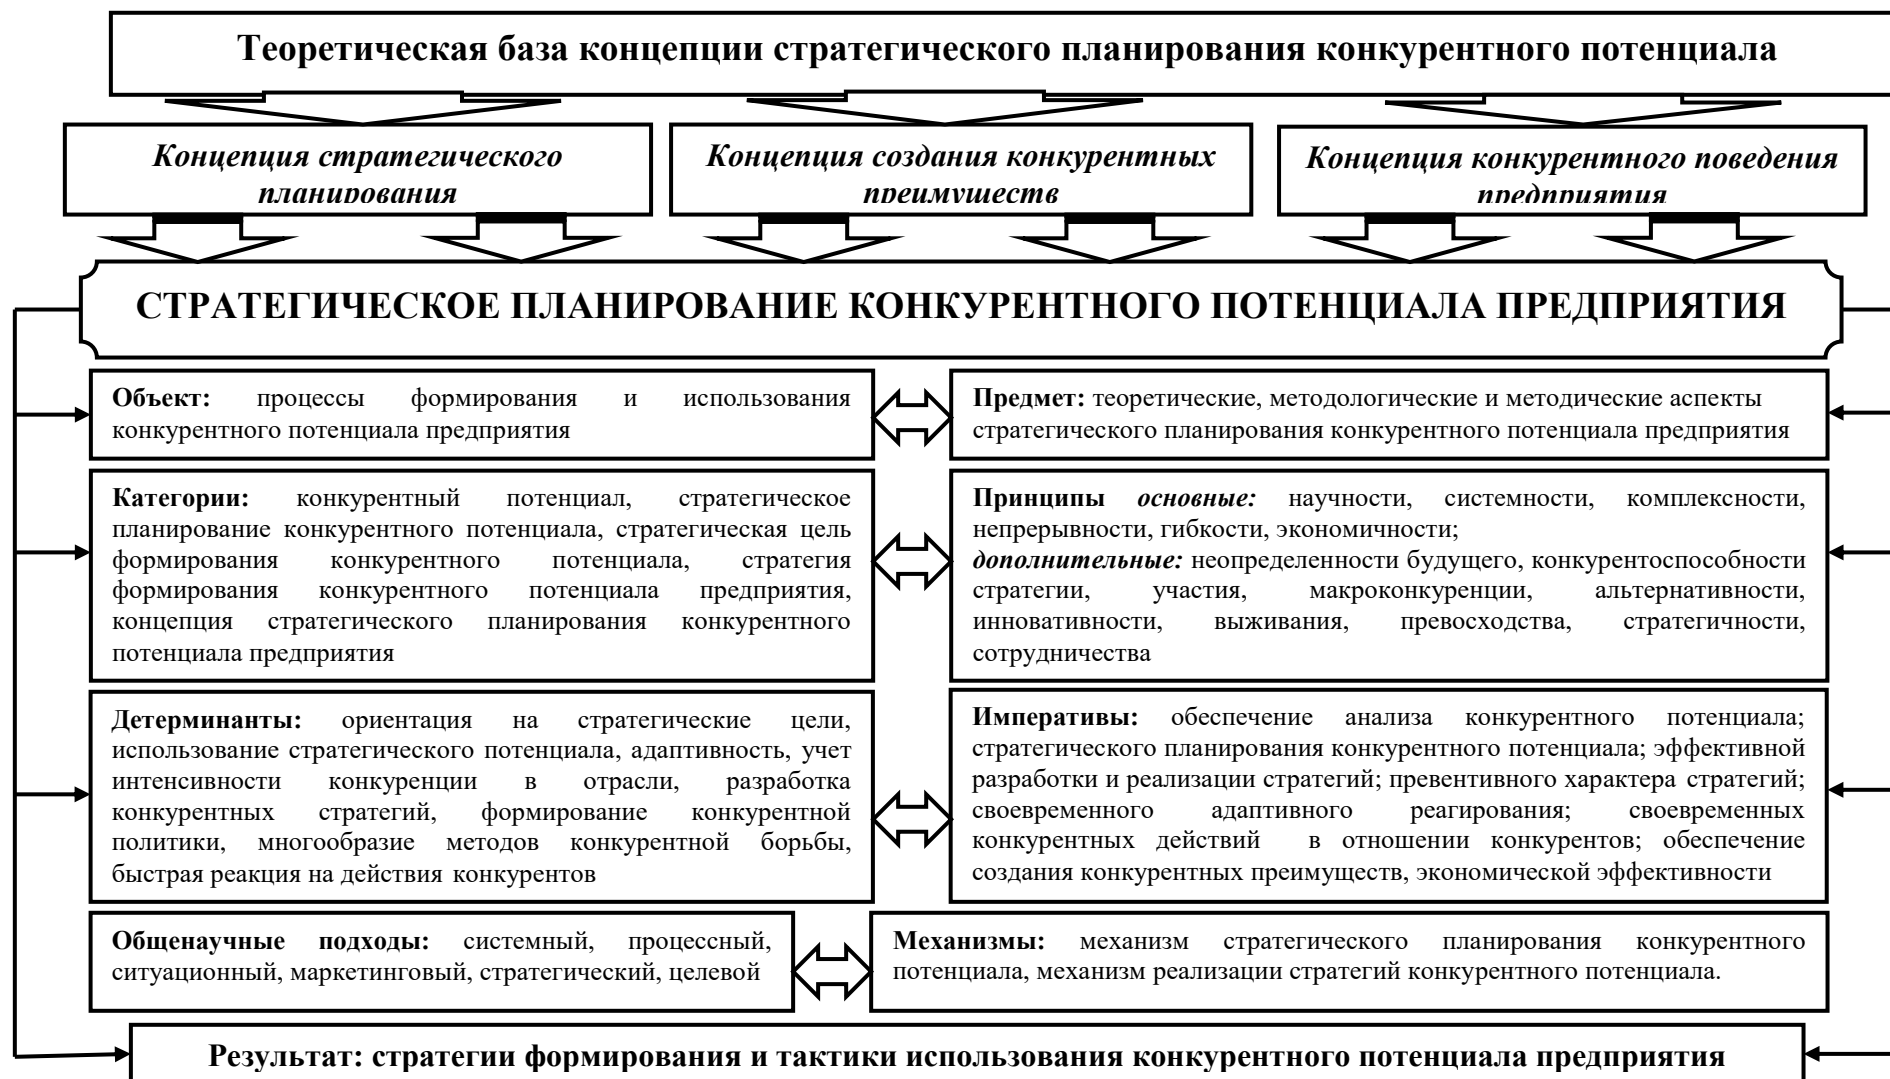 Теоретическая база концепции стратегического планирования конкурентного потенциала
Концепция стратегического
планирования
Концепция создания конкурентных
преимуществ
Концепция конкурентного поведения
предприятия
СТРАТЕГИЧЕСКОЕ ПЛАНИРОВАНИЕ КОНКУРЕНТНОГО ПОТЕНЦИАЛА ПРЕДПРИЯТИЯ
Объект: процессы формирования и использования
конкурентного потенциала предприятия
Предмет: теоретические, методологические и методические аспекты
стратегического планирования конкурентного потенциала предприятия
Категории: конкурентный потенциал, стратегическое
планирование конкурентного потенциала, стратегическая цель
формирования конкурентного потенциала, стратегия
формирования конкурентного потенциала предприятия,
концепция стратегического планирования конкурентного
потенциала предприятия
Принципы основные: научности, системности, комплексности,
непрерывности, гибкости, экономичности;
дополнительные: неопределенности будущего, конкурентоспособности
стратегии, участия, макроконкуренции, альтернативности,
инновативности, выживания, превосходства, стратегичности,
сотрудничества
Детерминанты: ориентация на стратегические цели,
использование стратегического потенциала, адаптивность, учет
интенсивности конкуренции в отрасли, разработка
конкурентных стратегий, формирование конкурентной
политики, многообразие методов конкурентной борьбы,
быстрая реакция на действия конкурентов
Императивы: обеспечение анализа конкурентного потенциала;
стратегического планирования конкурентного потенциала; эффективной
разработки и реализации стратегий; превентивного характера стратегий;
своевременного адаптивного реагирования; своевременных
конкурентных действий в отношении конкурентов; обеспечение
создания конкурентных преимуществ, экономической эффективности
Общенаучные подходы: системный, процессный,
ситуационный, маркетинговый, стратегический, целевой
Механизмы: механизм стратегического планирования конкурентного
потенциала, механизм реализации стратегий конкурентного потенциала.
Результат: стратегии формирования и тактики использования конкурентного потенциала предприятия